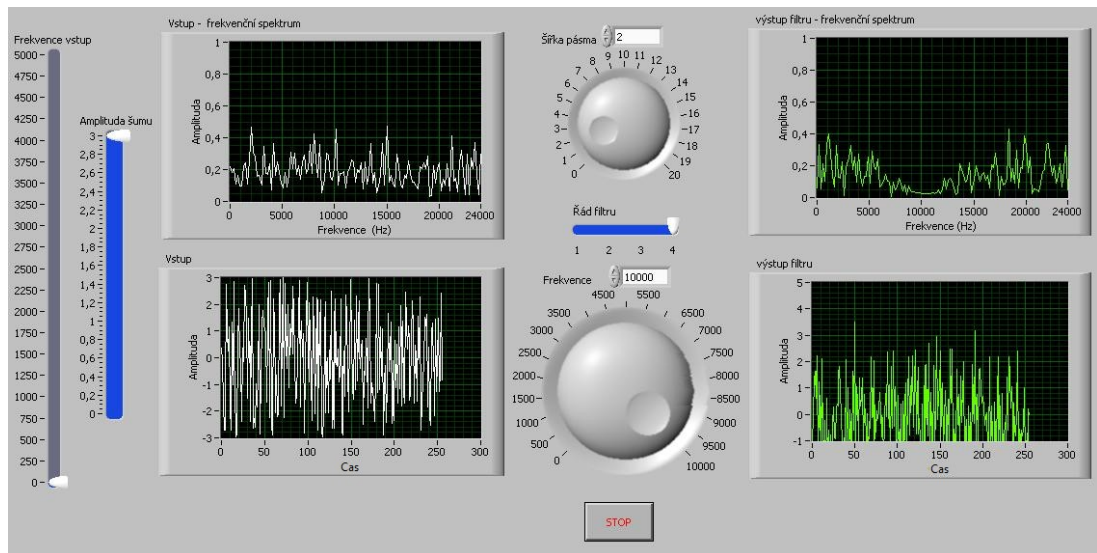 Vstup - frekvenční spektrum
Šířka pásma
2
výstup filtru - frekvenční spektrum
Frekvence vstup
5000
4750
4500
4250
4000
3750
3500
3250
3000
2750
2500
2250
2000
1750
1500
1250
1000
750
500
250
0
Amplituda šumu
3
2,8
2,6
2,4
2,2
2
1,8
1,6
1,4
1,2
1
0,8
0,6
0,4
0,2
0
Amplituda
1
0,8
0,6
0,4
0,2
0
0 5000 10000 15000 20000 24000
Frekvence (Hz)
0 1 2 3 4 5 6 7 8 9 10 11 12 13 14 15 16 17 18 19 20
Amplituda
1
0,8
0,6
0,4
0,2
0
0 5000 10000 15000 20000 24000
Frekvence (Hz)
Řád filtru
1 2 3 4
Vstup
Amplituda
3
2
1
0
-1
-2
-3
0 50 100 150 200 250 300
Cas
Frekvence
10000
0 500 1000 1500 2000 2500 3000 3500 4500 5500 6500 7000 7500 8000 8500 9000 9500 10000
výstup filtru
Amplituda
5
4
3
2
1
0
-1
0 50 100 150 200 250 300
Cas
STOP